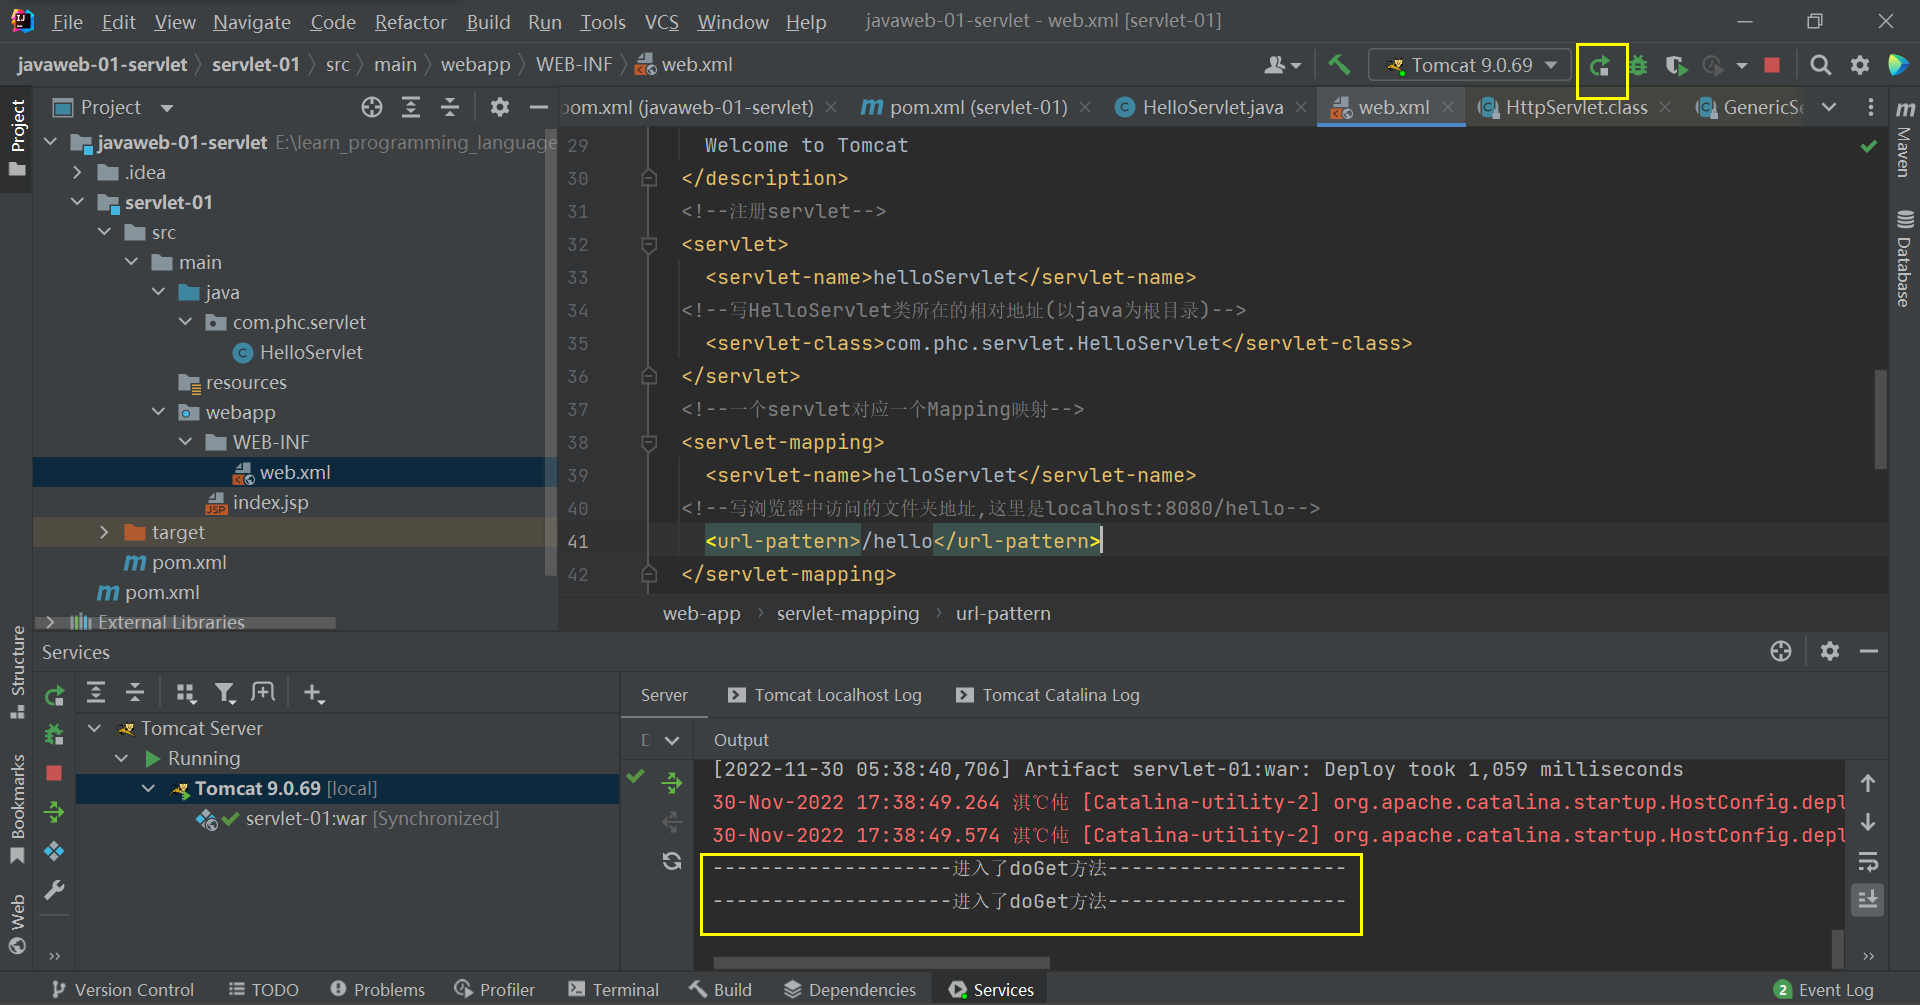 File Edit View Navigate Code Refactor Build Run Tools VCS Window Help javaweb-01-servlet - web.xml [servlet-01]
javaweb-01-servlet servlet-01 src main webapp WEB-INF web.xml Tomcat 9.0.69
Project
Project
pom.xml (javaweb-01-servlet) pom.xml (servlet-01) HelloServlet.java web.xml HttpServlet.class GenericSe
Maven
Database
javaweb-01-servlet E:\learn_programming_language
.idea
servlet-01
src
main
java
com.phc.servlet
HelloServlet
resources
webapp
WEB-INF
web.xml
index.jsp
target
pom.xml
pom.xml
External Libraries
29 Welcome to Tomcat
30 </description>
31 <!--注册servlet-->
32 <servlet>
33 <servlet-name>helloServlet</servlet-name>
34 <!--写HelloServlet类所在的相对地址(以java为根目录)-->
35 <servlet-class>com.phc.servlet.HelloServlet</servlet-class>
36 </servlet>
37 <!--一个servlet对应一个Mapping映射-->
38 <servlet-mapping>
39 <servlet-name>helloServlet</servlet-name>
40 <!--写浏览器中访问的文件夹地址,这里是localhost:8080/hello-->
41 <url-pattern>/hello</url-pattern>
42 </servlet-mapping>
web-app servlet-mapping url-pattern
Structure
Bookmarks
Web
Services
Tomcat Server
Running
Tomcat 9.0.69 [local]
servlet-01:war [Synchronized]
Server Tomcat Localhost Log Tomcat Catalina Log
Output
[2022-11-30 05:38:40,706] Artifact servlet-01:war: Deploy took 1,059 milliseconds
30-Nov-2022 17:38:49.264 淇℃伅 [Catalina-utility-2] org.apache.catalina.startup.HostConfig.depl
30-Nov-2022 17:38:49.574 淇℃伅 [Catalina-utility-2] org.apache.catalina.startup.HostConfig.depl
--------------------进入了doGet方法--------------------
--------------------进入了doGet方法--------------------
Version Control TODO Problems Profiler Terminal Build Dependencies Services 2 Event Log